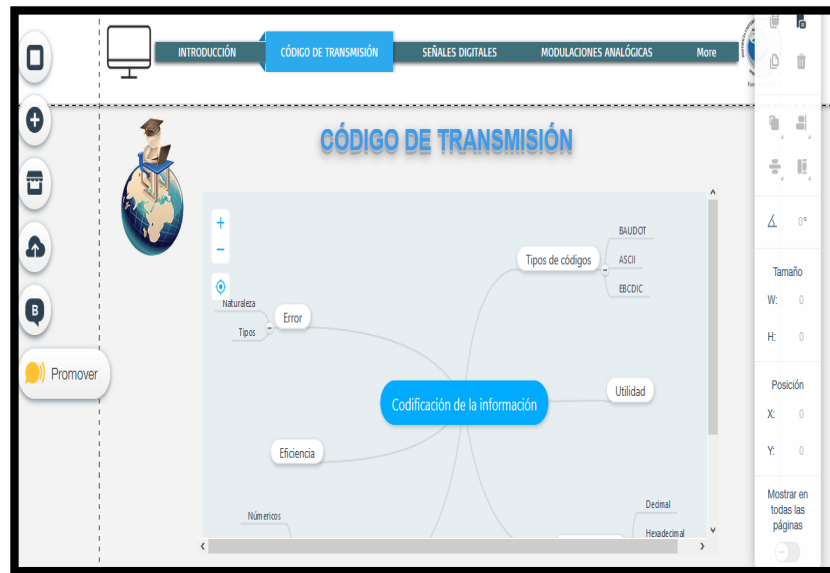 INTRODUCCIÓN
CÓDIGO DE TRANSMISIÓN
SEÑALES DIGITALES
MODULACIONES ANALÓGICAS
More
CÓDIGO DE TRANSMISIÓN
BAUDOT
Tipos de códigos
ASCII
EBCDIC
Naturaleza
Error
Tipos
Utilidad
Codificación de la información
Eficiencia
Decimal
Númericos
Hexadecimal
B
Promover
0°
Tamaño
W: 0
H: 0
Posición
X: 0
Y: 0
Mostrar en
todas las
páginas